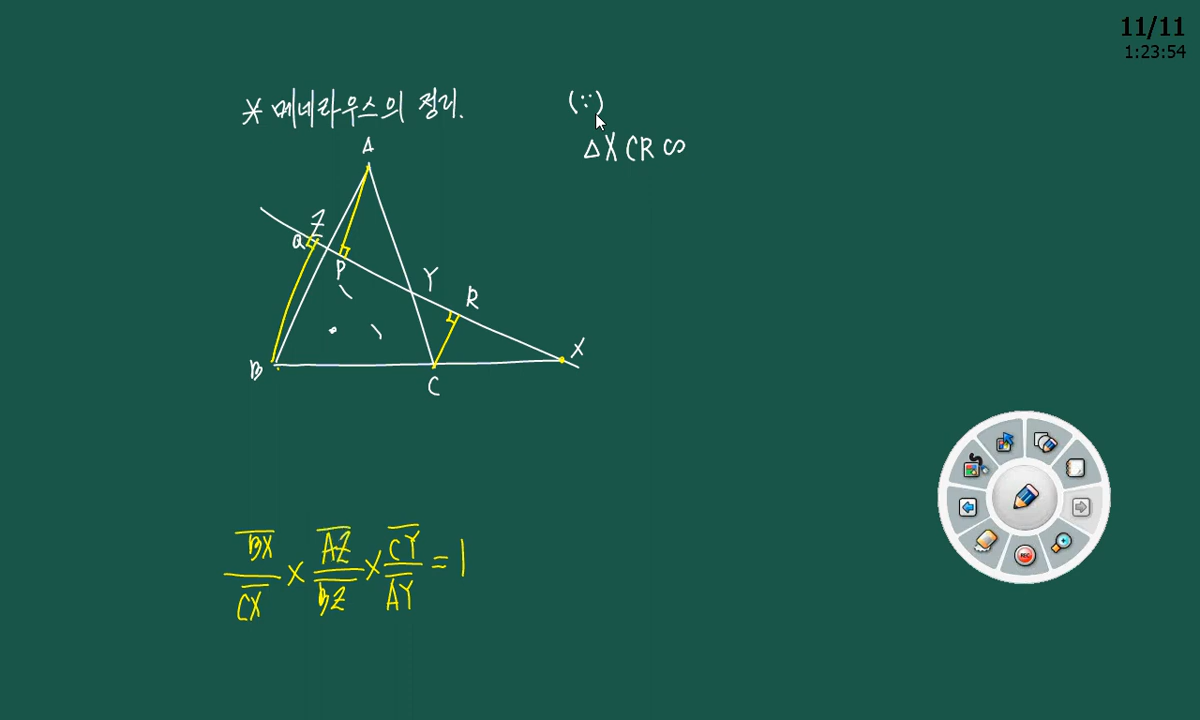 11/11
1:23:54
* 메네라우스의 정리.
(∵)
△XCR ∽
A
Z
Q
P
Y
R
X
B
C
BX/CX × AZ/BZ × CY/AY = 1
REC